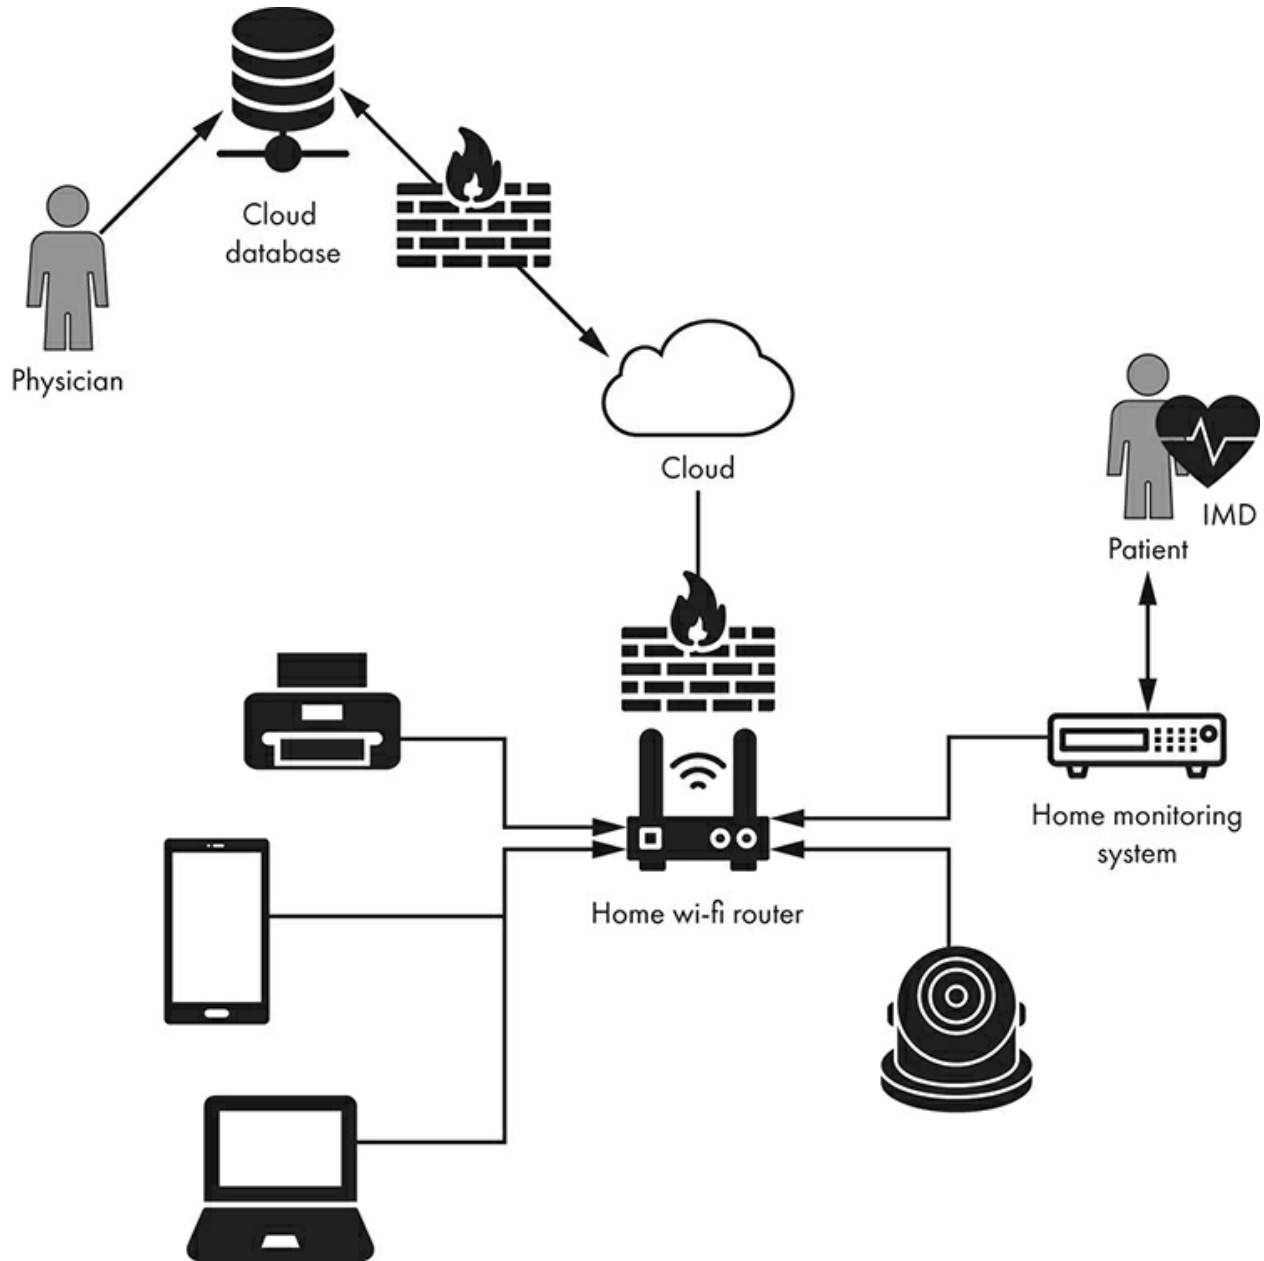 Cloud
database
Physician
Cloud
IMD
Patient
Home monitoring
system
Home wi-fi router